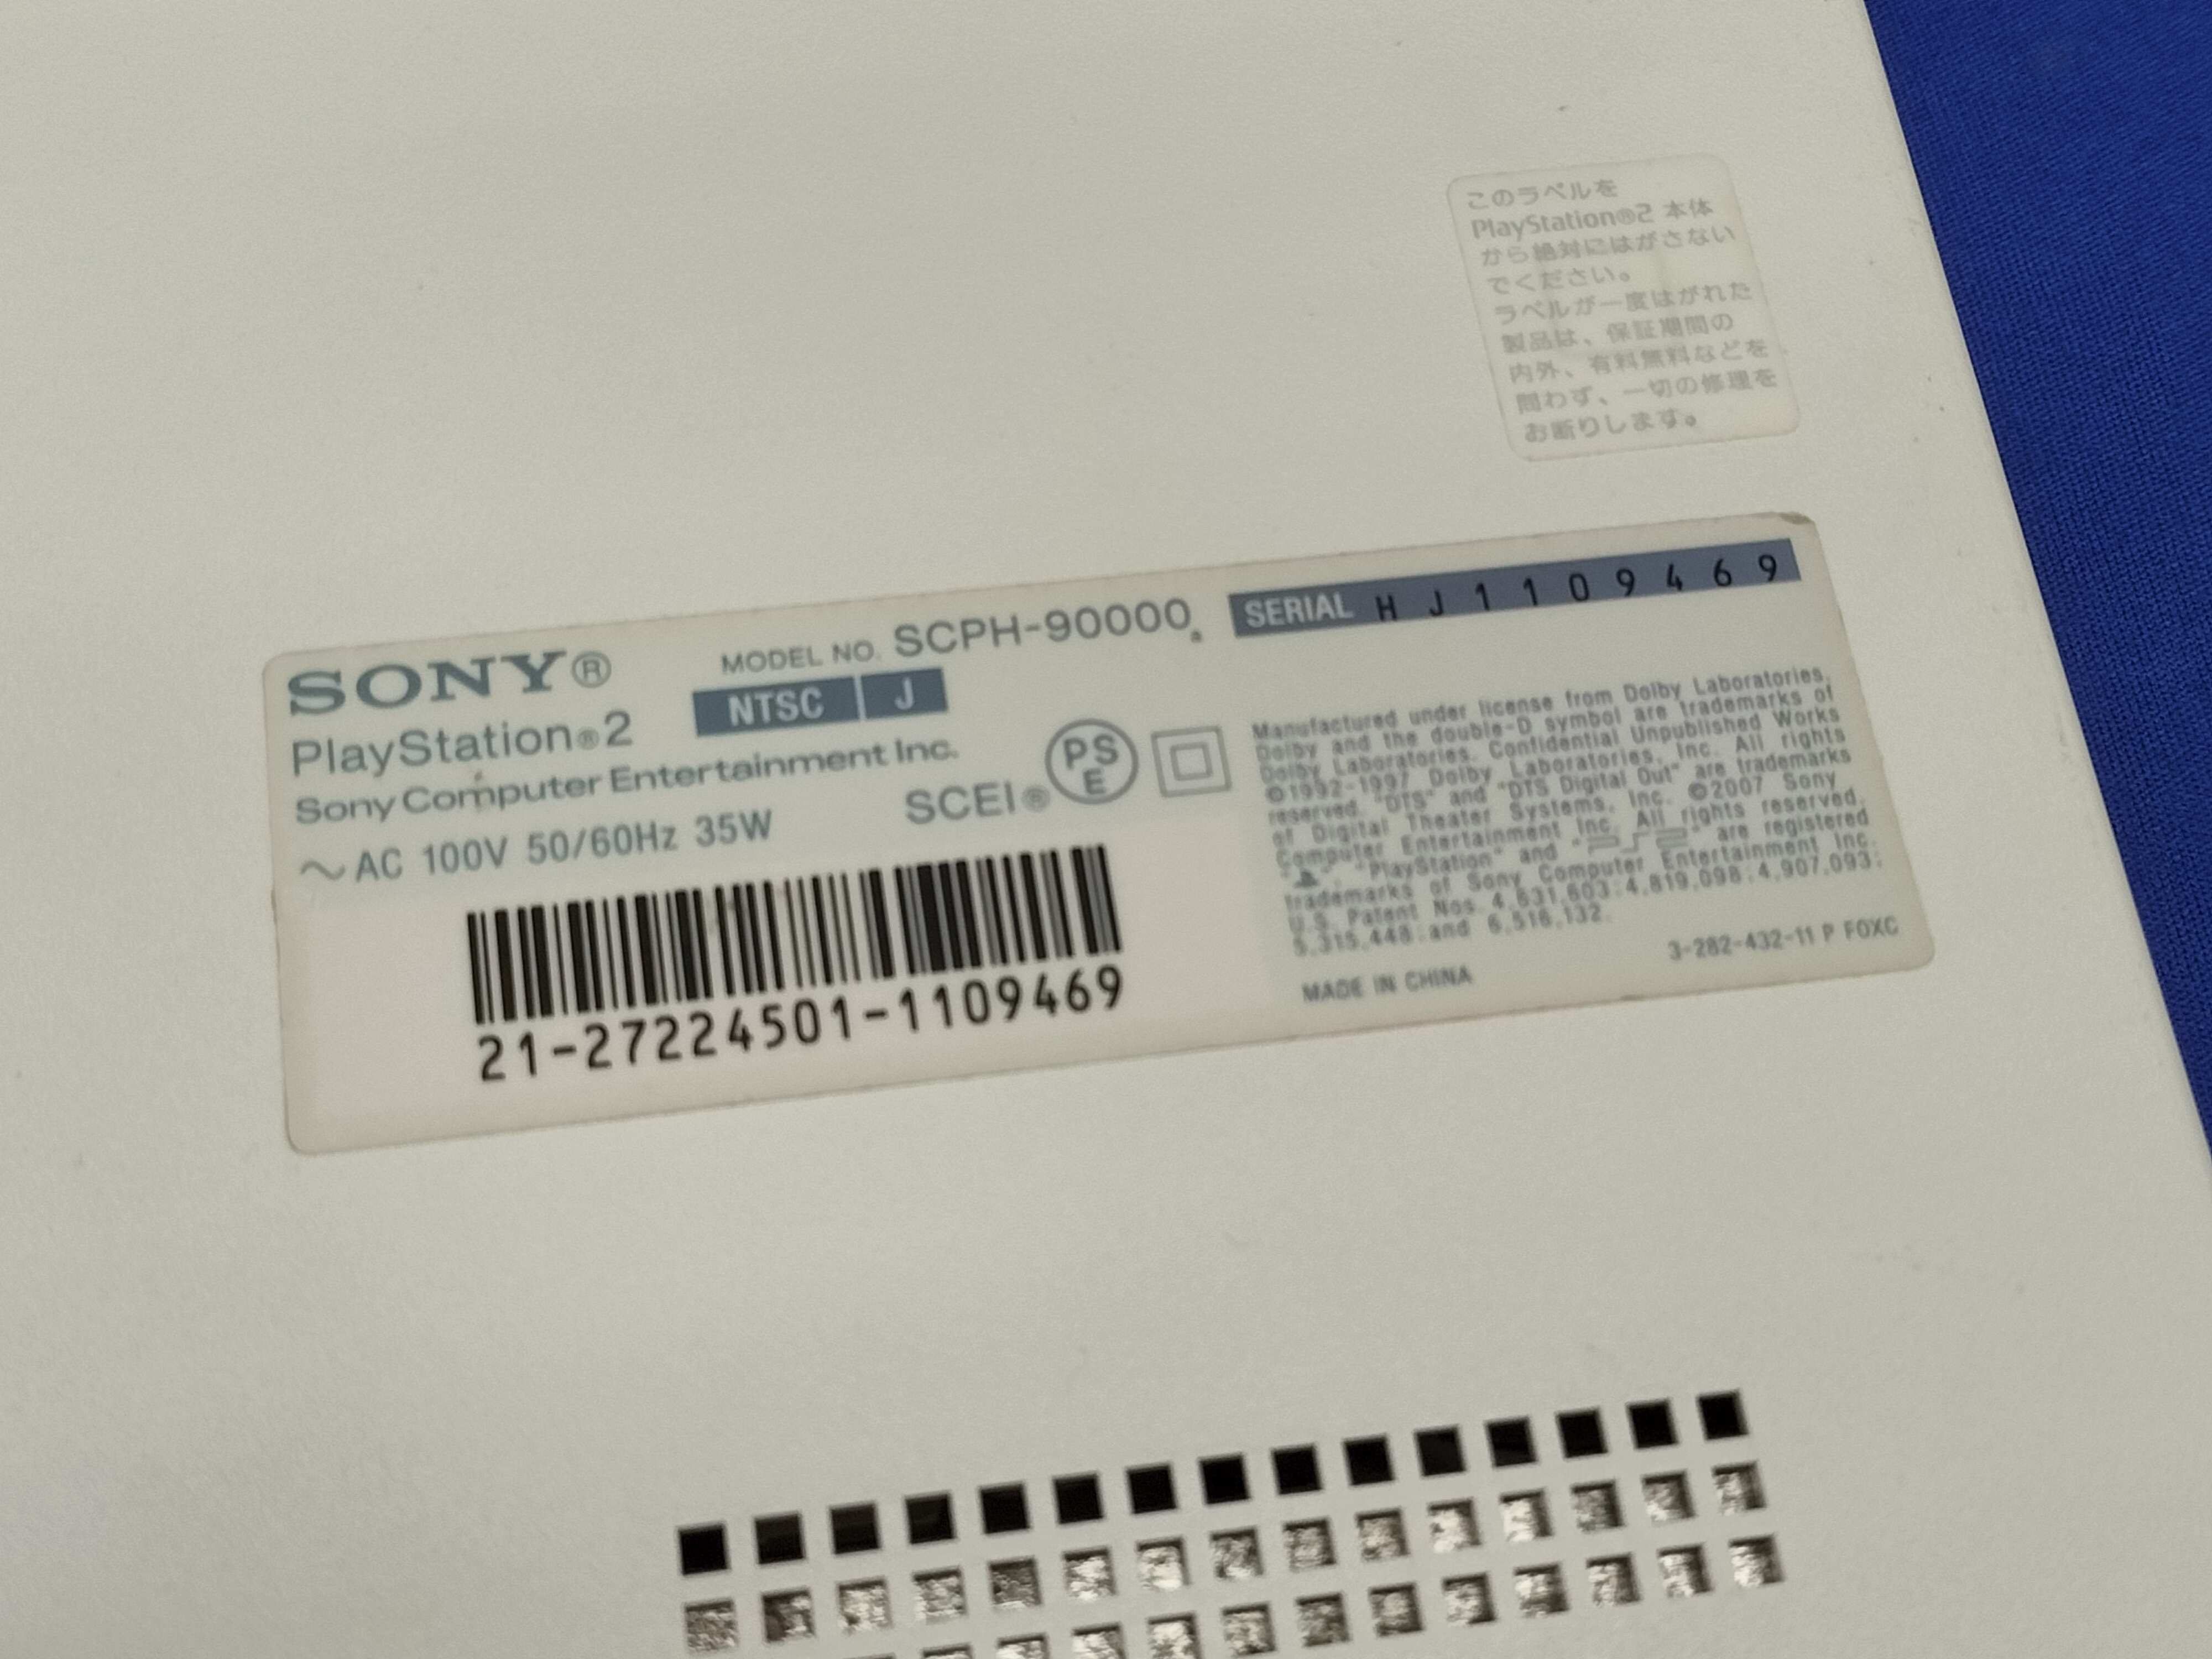 このラベルを
PlayStation®2 本体
から絶対にはがさない
でください。
ラベルが一度はがれた
製品は、保証期間の
内外、有料無料などを
問わず、一切の修理を
お断りします。
SONY®
PlayStation®2
MODEL NO. SCPH-90000a
NTSC J
Sony Computer Entertainment Inc.
~ AC 100V 50/60Hz 35W
SCEI®
PS
E
21-27224501-1109469
SERIAL HJ1109469
Manufactured under license from Dolby Laboratories.
Dolby and the double-D symbol are trademarks of
Dolby Laboratories. Confidential Unpublished Works
©1992-1997 Dolby Laboratories, Inc. All rights
reserved. "DTS" and "DTS Digital Out" are trademarks
of Digital Theater Systems, Inc. ©2007 Sony
Computer Entertainment Inc. All rights reserved.
"PlayStation" and " " are registered
trademarks of Sony Computer Entertainment Inc.
U.S. Patent Nos. 4,631,603; 4,819,098; 4,907,093;
5,315,448; and 6,516,132.
MADE IN CHINA
3-282-432-11 P FOXC